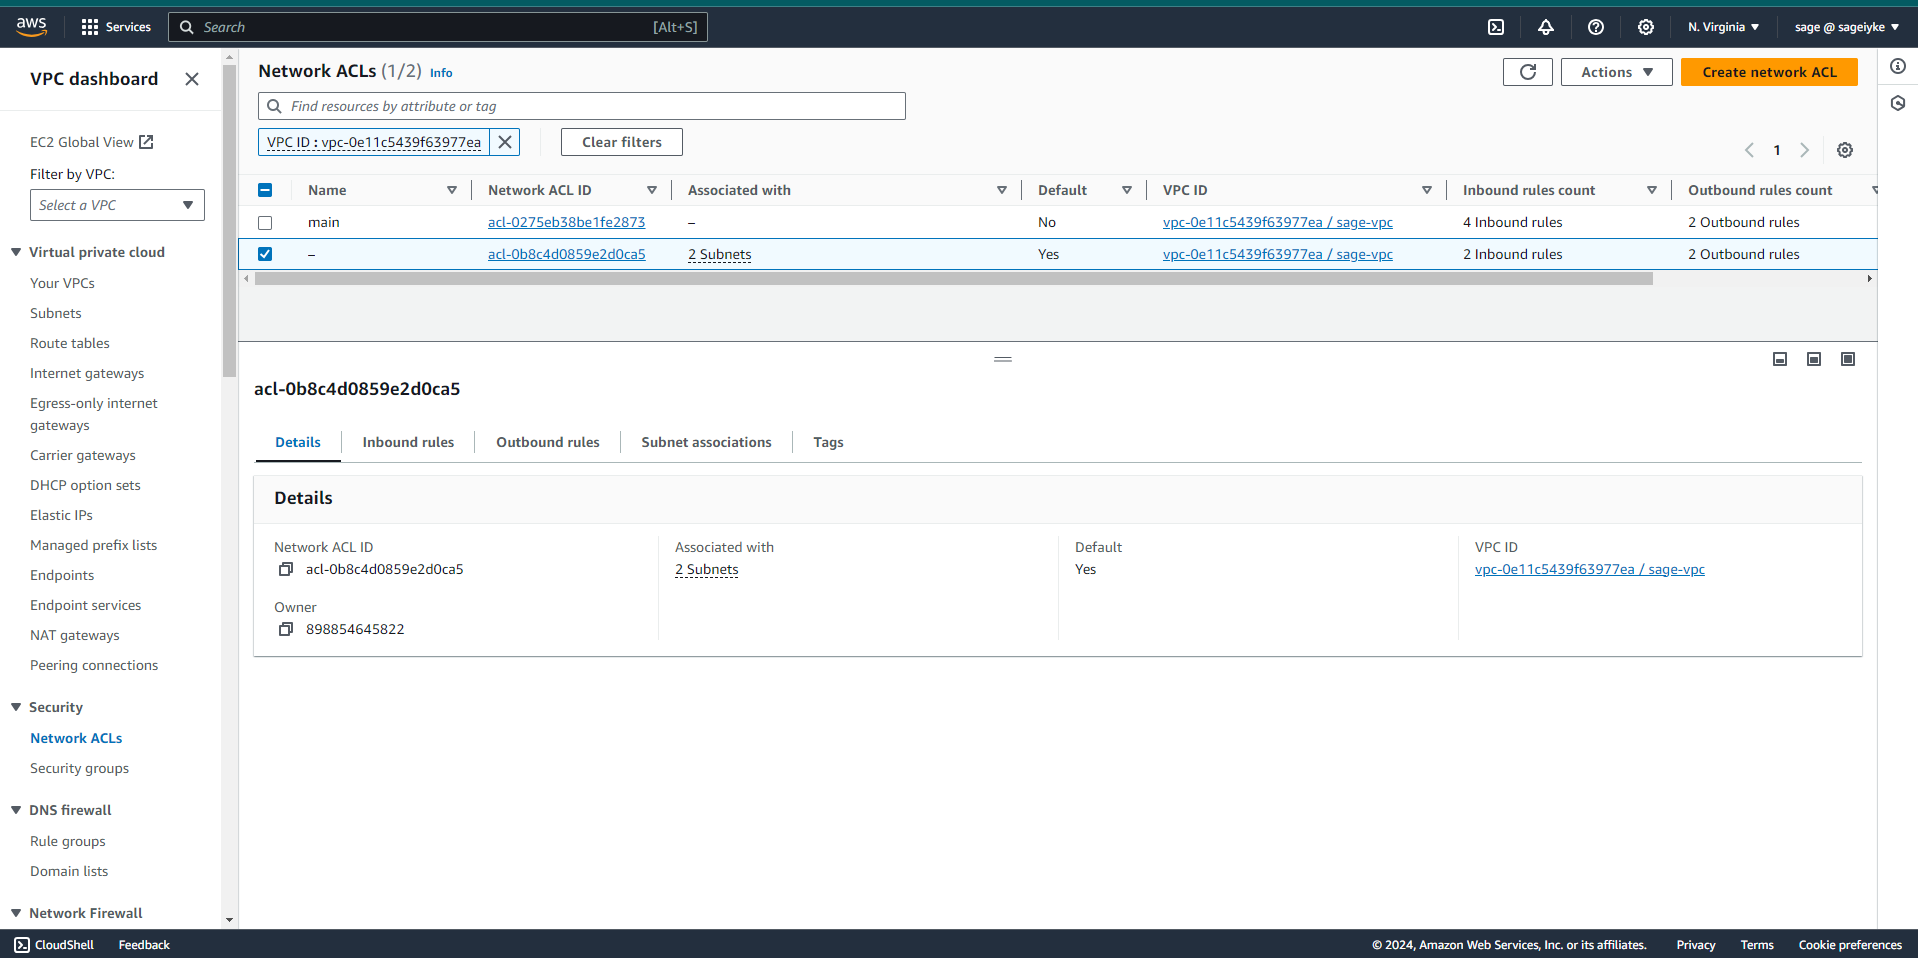 aws Services Search [Alt+S] N. Virginia sage @ sageiyke
VPC dashboard
EC2 Global View
Filter by VPC:
Select a VPC
Virtual private cloud
Your VPCs
Subnets
Route tables
Internet gateways
Egress-only internet
gateways
Carrier gateways
DHCP option sets
Elastic IPs
Managed prefix lists
Endpoints
Endpoint services
NAT gateways
Peering connections
Security
Network ACLs
Security groups
DNS firewall
Rule groups
Domain lists
Network Firewall
Network ACLs (1/2) Info Actions Create network ACL
Find resources by attribute or tag
VPC ID : vpc-0e11c5439f63977ea Clear filters 1
Name Network ACL ID Associated with Default VPC ID Inbound rules count Outbound rules count
main acl-0275eb38be1fe2873 – No vpc-0e11c5439f63977ea / sage-vpc 4 Inbound rules 2 Outbound rules
– acl-0b8c4d0859e2d0ca5 2 Subnets Yes vpc-0e11c5439f63977ea / sage-vpc 2 Inbound rules 2 Outbound rules
acl-0b8c4d0859e2d0ca5
Details Inbound rules Outbound rules Subnet associations Tags
Details
Network ACL ID Associated with Default VPC ID
acl-0b8c4d0859e2d0ca5 2 Subnets Yes vpc-0e11c5439f63977ea / sage-vpc
Owner
898854645822
CloudShell Feedback © 2024, Amazon Web Services, Inc. or its affiliates. Privacy Terms Cookie preferences